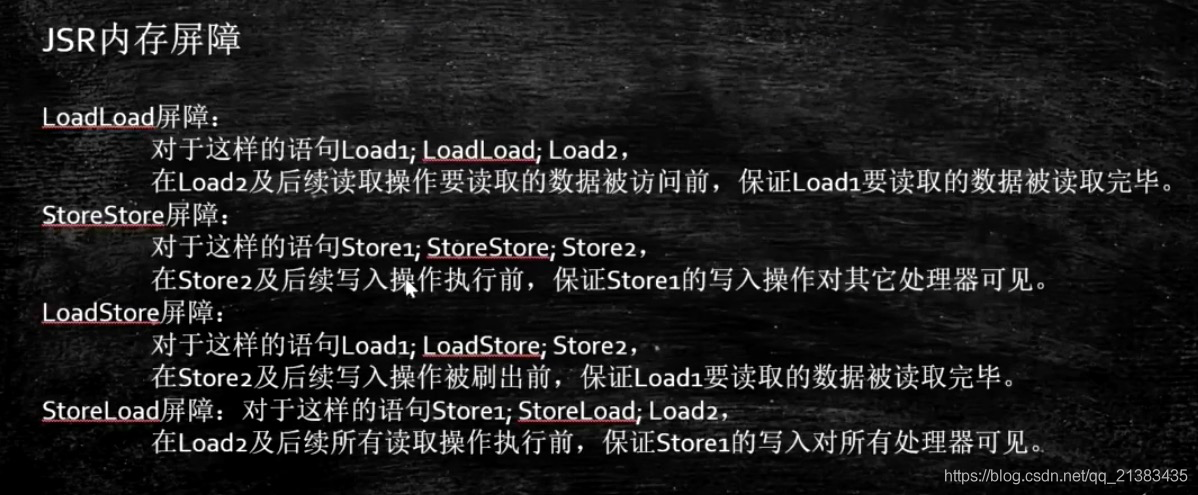 JSR内存屏障
LoadLoad屏障：
对于这样的语句Load1; LoadLoad; Load2，
在Load2及后续读取操作要读取的数据被访问前，保证Load1要读取的数据被读取完毕。
StoreStore屏障：
对于这样的语句Store1; StoreStore; Store2，
在Store2及后续写入操作执行前，保证Store1的写入操作对其它处理器可见。
LoadStore屏障：
对于这样的语句Load1; LoadStore; Store2，
在Store2及后续写入操作被刷出前，保证Load1要读取的数据被读取完毕。
StoreLoad屏障：对于这样的语句Store1; StoreLoad; Load2，
在Load2及后续所有读取操作执行前，保证Store1的写入对所有处理器可见。
https://blog.csdn.net/qq_21383435